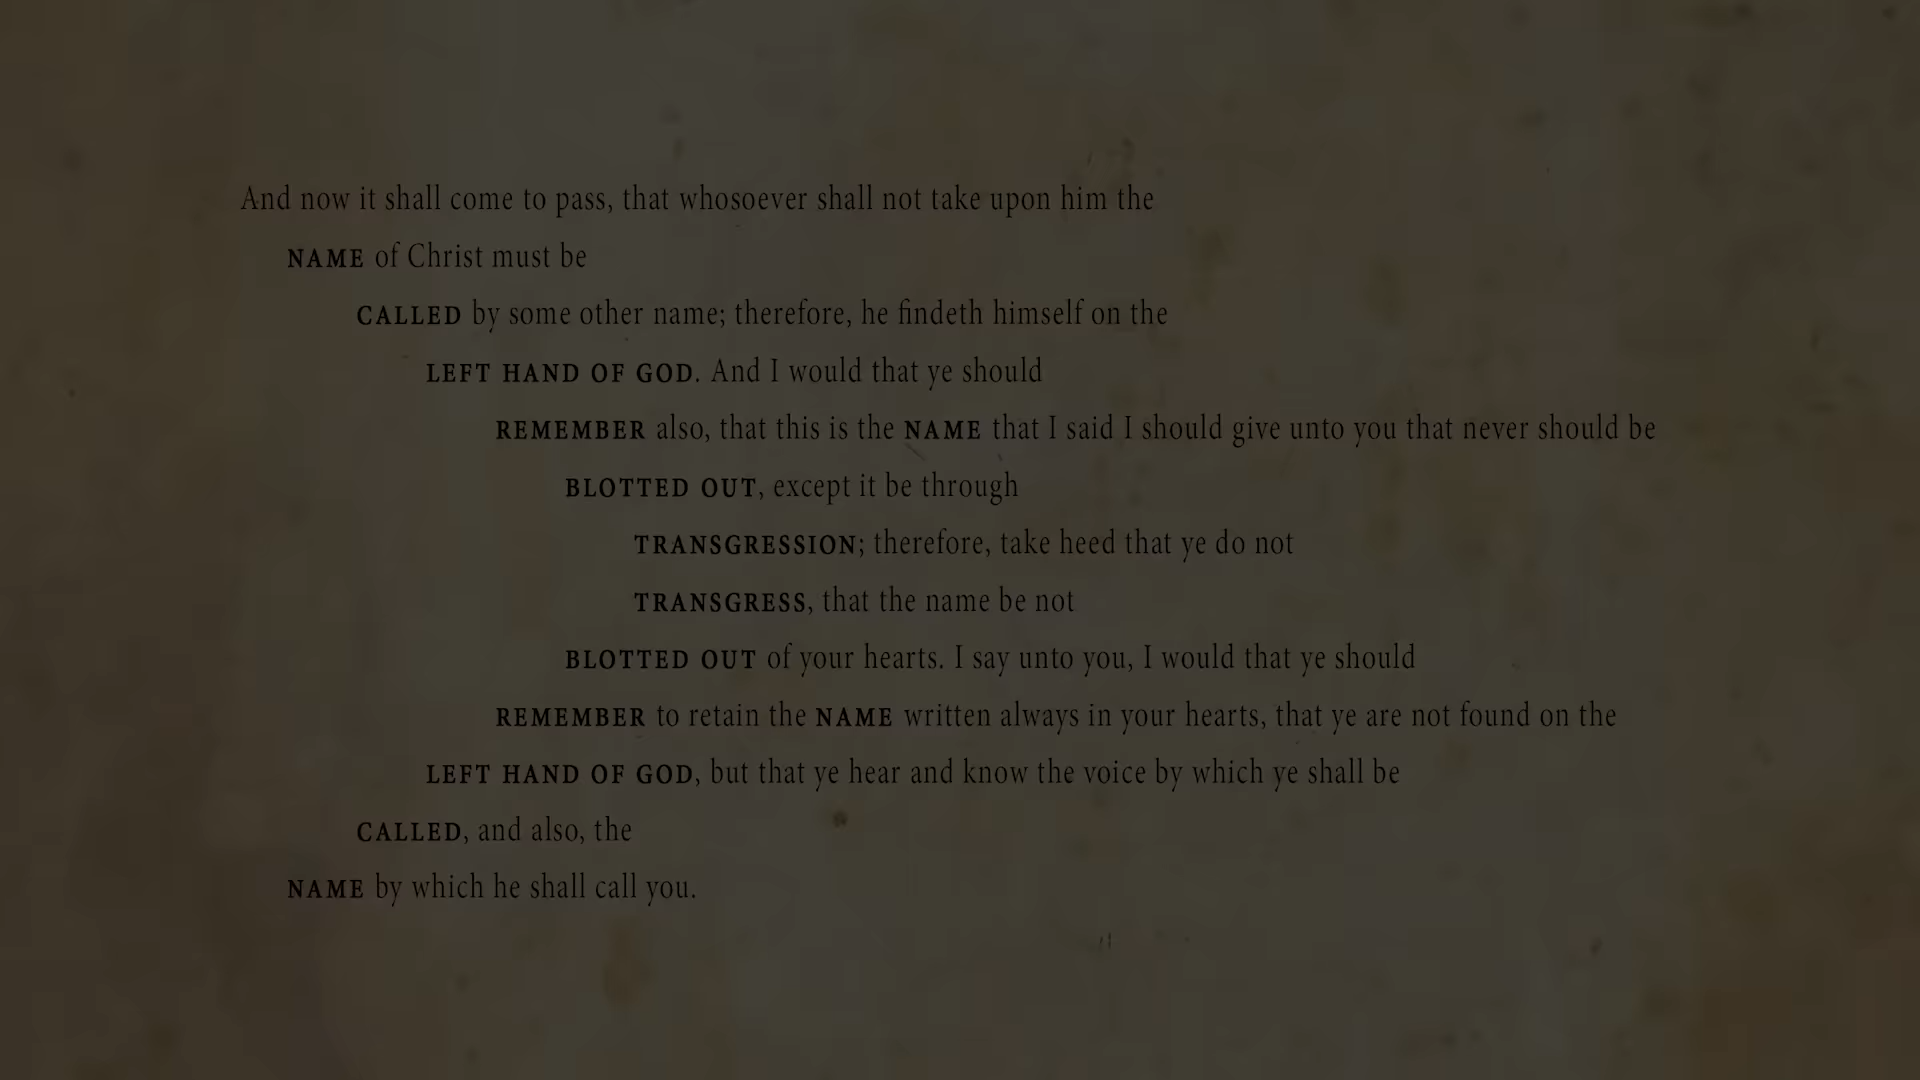 And now it shall come to pass, that whosoever shall not take upon him the
NAME of Christ must be
CALLED by some other name; therefore, he findeth himself on the
LEFT HAND OF GOD. And I would that ye should
REMEMBER also, that this is the NAME that I said I should give unto you that never should be
BLOTTED OUT, except it be through
TRANSGRESSION; therefore, take heed that ye do not
TRANSGRESS, that the name be not
BLOTTED OUT of your hearts. I say unto you, I would that ye should
REMEMBER to retain the NAME written always in your hearts, that ye are not found on the
LEFT HAND OF GOD, but that ye hear and know the voice by which ye shall be
CALLED, and also, the
NAME by which he shall call you.